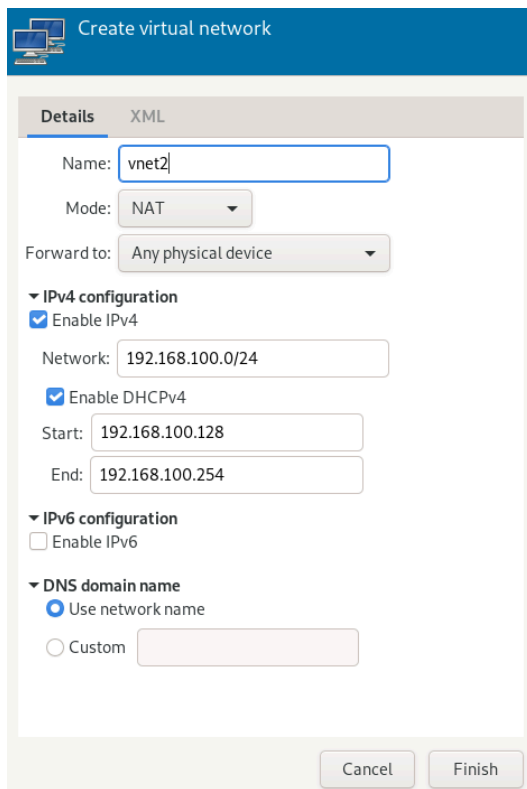 Create virtual network
Details XML
Name: vnet2
Mode: NAT
Forward to: Any physical device
IPv4 configuration
Enable IPv4
Network: 192.168.100.0/24
Enable DHCPv4
Start: 192.168.100.128
End: 192.168.100.254
IPv6 configuration
Enable IPv6
DNS domain name
Use network name
Custom
Cancel Finish